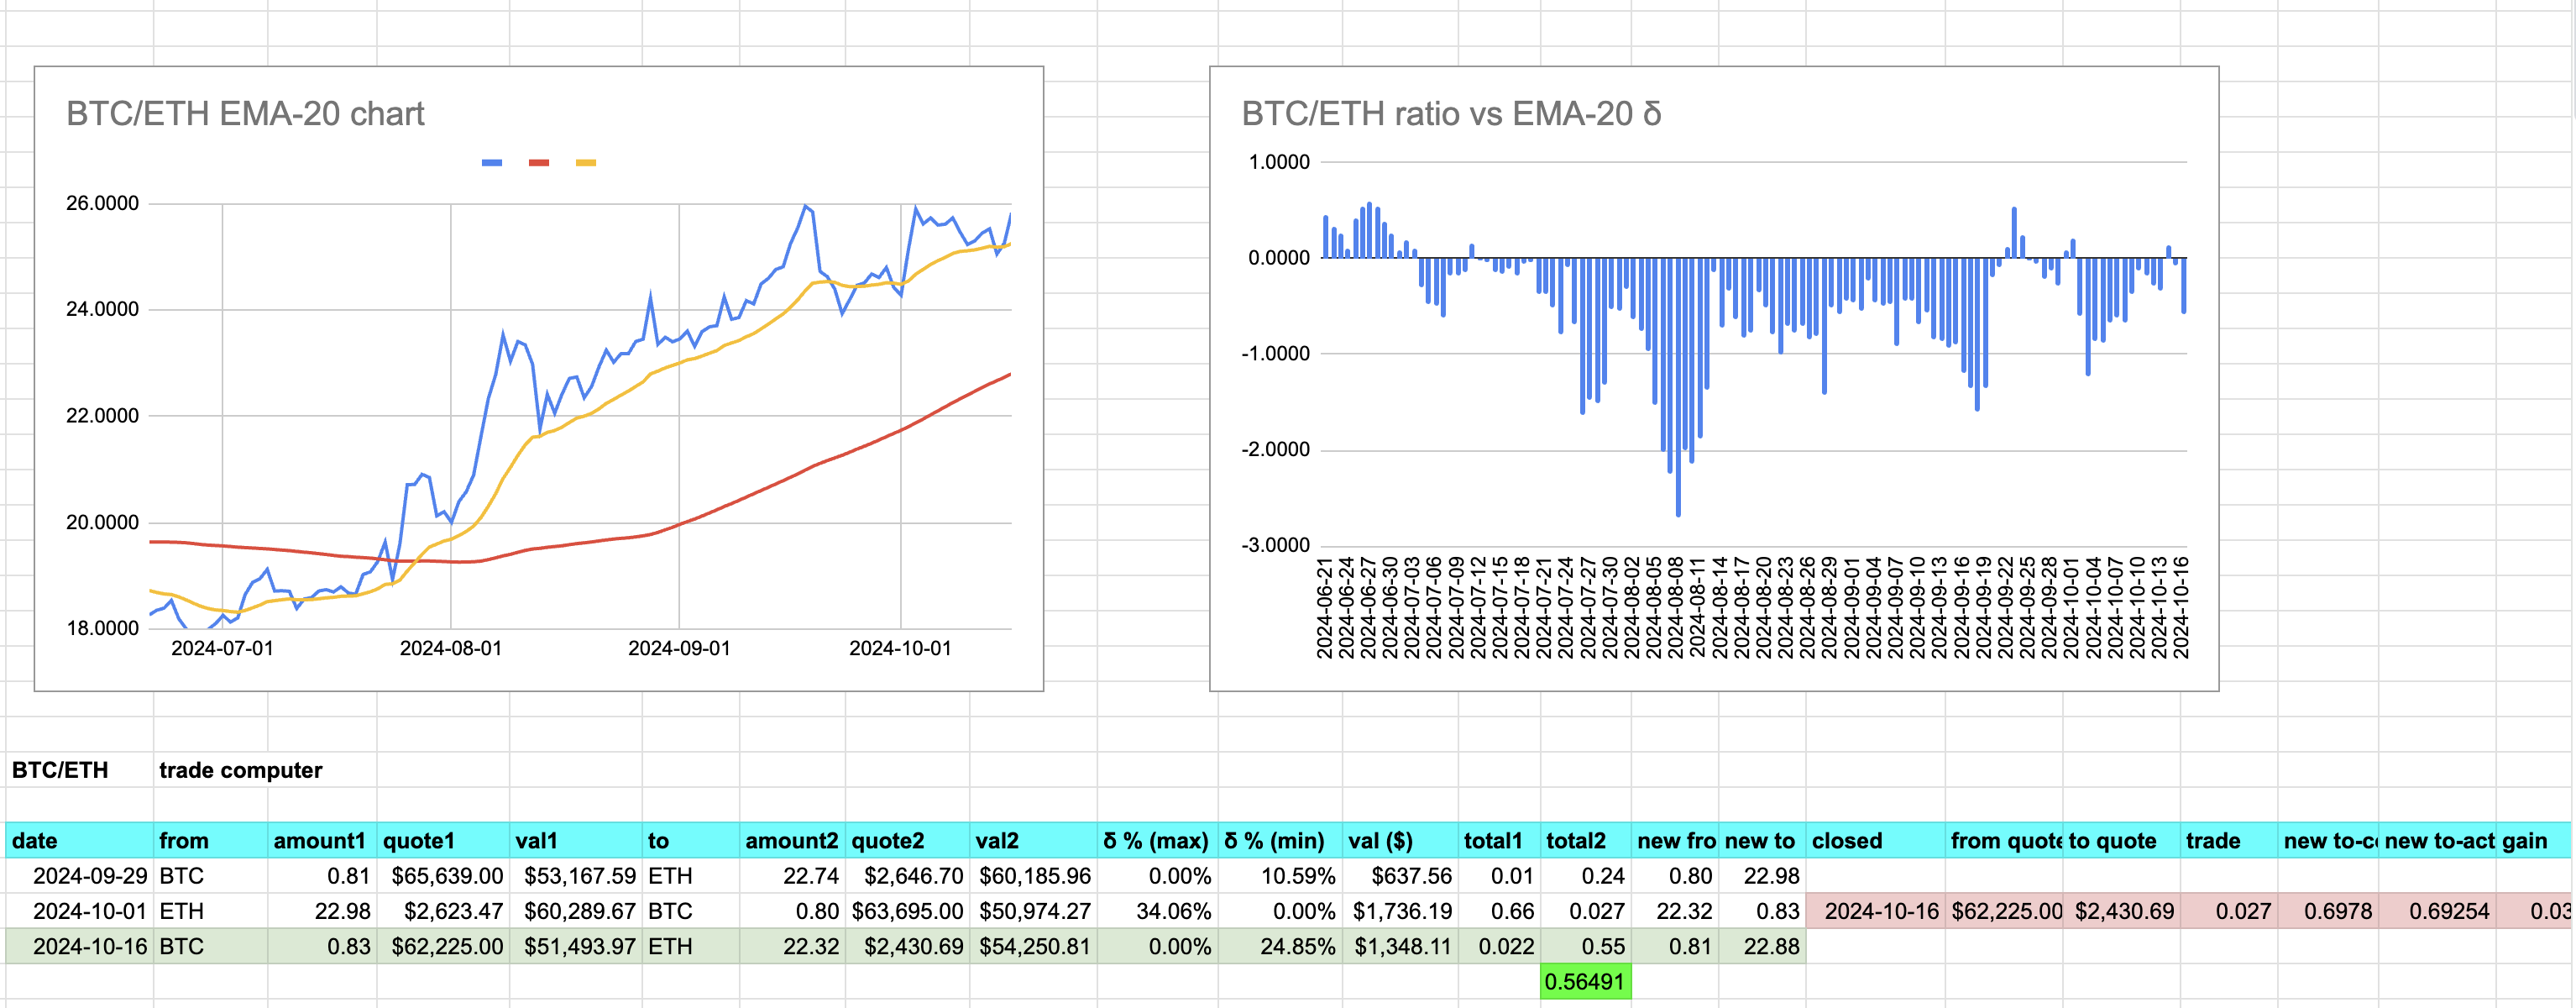 BTC/ETH EMA-20 chart
26.0000
24.0000
22.0000
20.0000
18.0000
2024-07-01 2024-08-01 2024-09-01 2024-10-01
BTC/ETH ratio vs EMA-20 δ
1.0000
0.0000
-1.0000
-2.0000
-3.0000
2024-06-21 2024-06-24 2024-06-27 2024-06-30 2024-07-03 2024-07-06 2024-07-09 2024-07-12 2024-07-15 2024-07-18 2024-07-21 2024-07-24 2024-07-27 2024-07-30 2024-08-02 2024-08-05 2024-08-08 2024-08-11 2024-08-14 2024-08-17 2024-08-20 2024-08-23 2024-08-26 2024-08-29 2024-09-01 2024-09-04 2024-09-07 2024-09-10 2024-09-13 2024-09-16 2024-09-19 2024-09-22 2024-09-25 2024-09-28 2024-10-01 2024-10-04 2024-10-07 2024-10-10 2024-10-13 2024-10-16
BTC/ETH trade computer
date from amount1 quote1 val1 to amount2 quote2 val2 δ % (max) δ % (min) val ($) total1 total2 new fro new to closed from quote to quote trade new to-c new to-act gain
2024-09-29 BTC 0.81 $65,639.00 $53,167.59 ETH 22.74 $2,646.70 $60,185.96 0.00% 10.59% $637.56 0.01 0.24 0.80 22.98
2024-10-01 ETH 22.98 $2,623.47 $60,289.67 BTC 0.80 $63,695.00 $50,974.27 34.06% 0.00% $1,736.19 0.66 0.027 22.32 0.83 2024-10-16 $62,225.00 $2,430.69 0.027 0.6978 0.69254 0.03
2024-10-16 BTC 0.83 $62,225.00 $51,493.97 ETH 22.32 $2,430.69 $54,250.81 0.00% 24.85% $1,348.11 0.022 0.55 0.81 22.88
0.56491